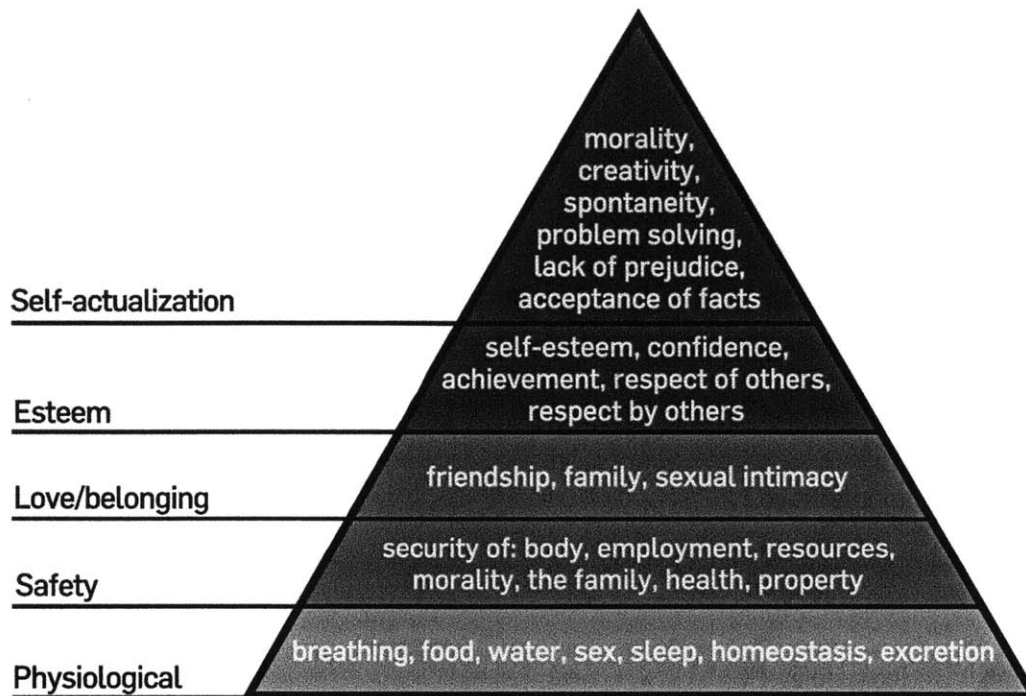 morality,
creativity,
spontaneity,
problem solving,
lack of prejudice,
acceptance of facts
Self-actualization
self-esteem, confidence,
achievement, respect of others,
respect by others
Esteem
friendship, family, sexual intimacy
Love/belonging
security of: body, employment, resources,
morality, the family, health, property
Safety
breathing, food, water, sex, sleep, homeostasis, excretion
Physiological